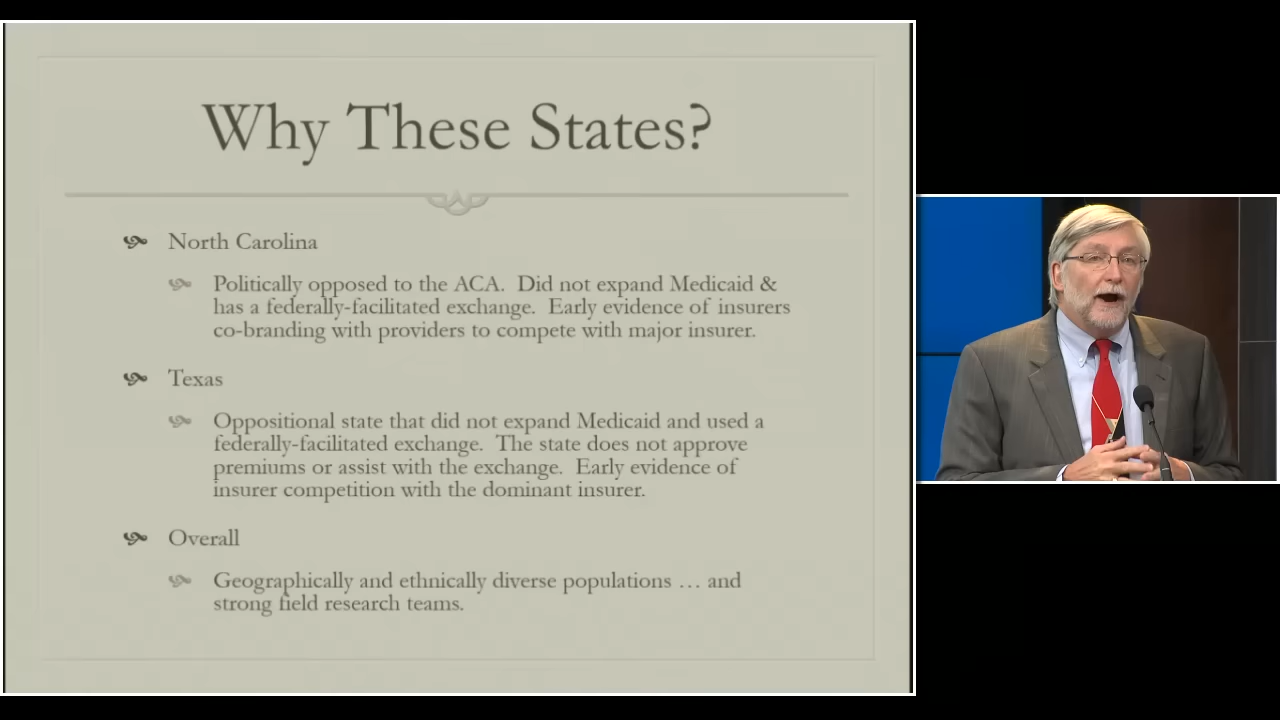 Why These States?
North Carolina
Politically opposed to the ACA. Did not expand Medicaid &
has a federally-facilitated exchange. Early evidence of insurers
co-branding with providers to compete with major insurer.
Texas
Oppositional state that did not expand Medicaid and used a
federally-facilitated exchange. The state does not approve
premiums or assist with the exchange. Early evidence of
insurer competition with the dominant insurer.
Overall
Geographically and ethnically diverse populations … and
strong field research teams.